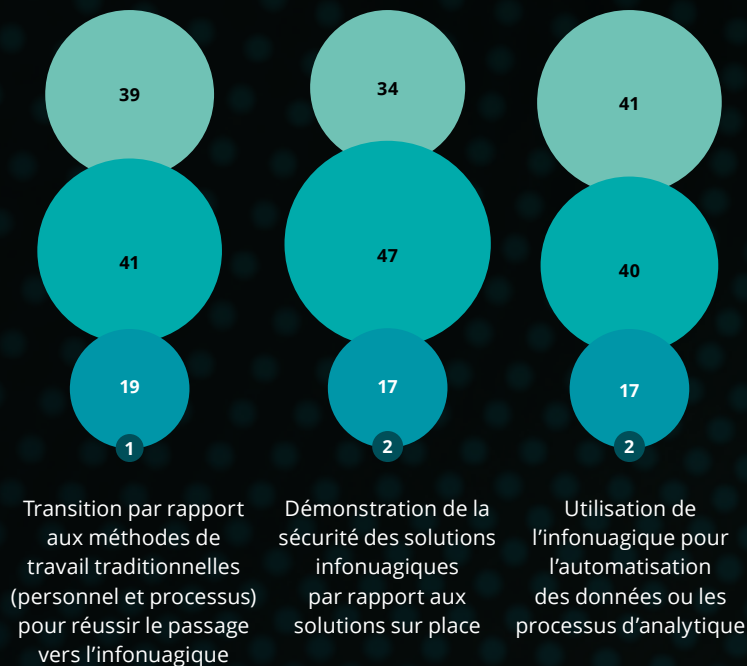 39
41
19
1
Transition par rapport
aux méthodes de
travail traditionnelles
(personnel et processus)
pour réussir le passage
vers l'infonuagique
34
47
17
2
Démonstration de la
sécurité des solutions
infonuagiques
par rapport aux
solutions sur place
41
40
17
2
Utilisation de
l'infonuagique pour
l'automatisation
des données ou les
processus d'analytique